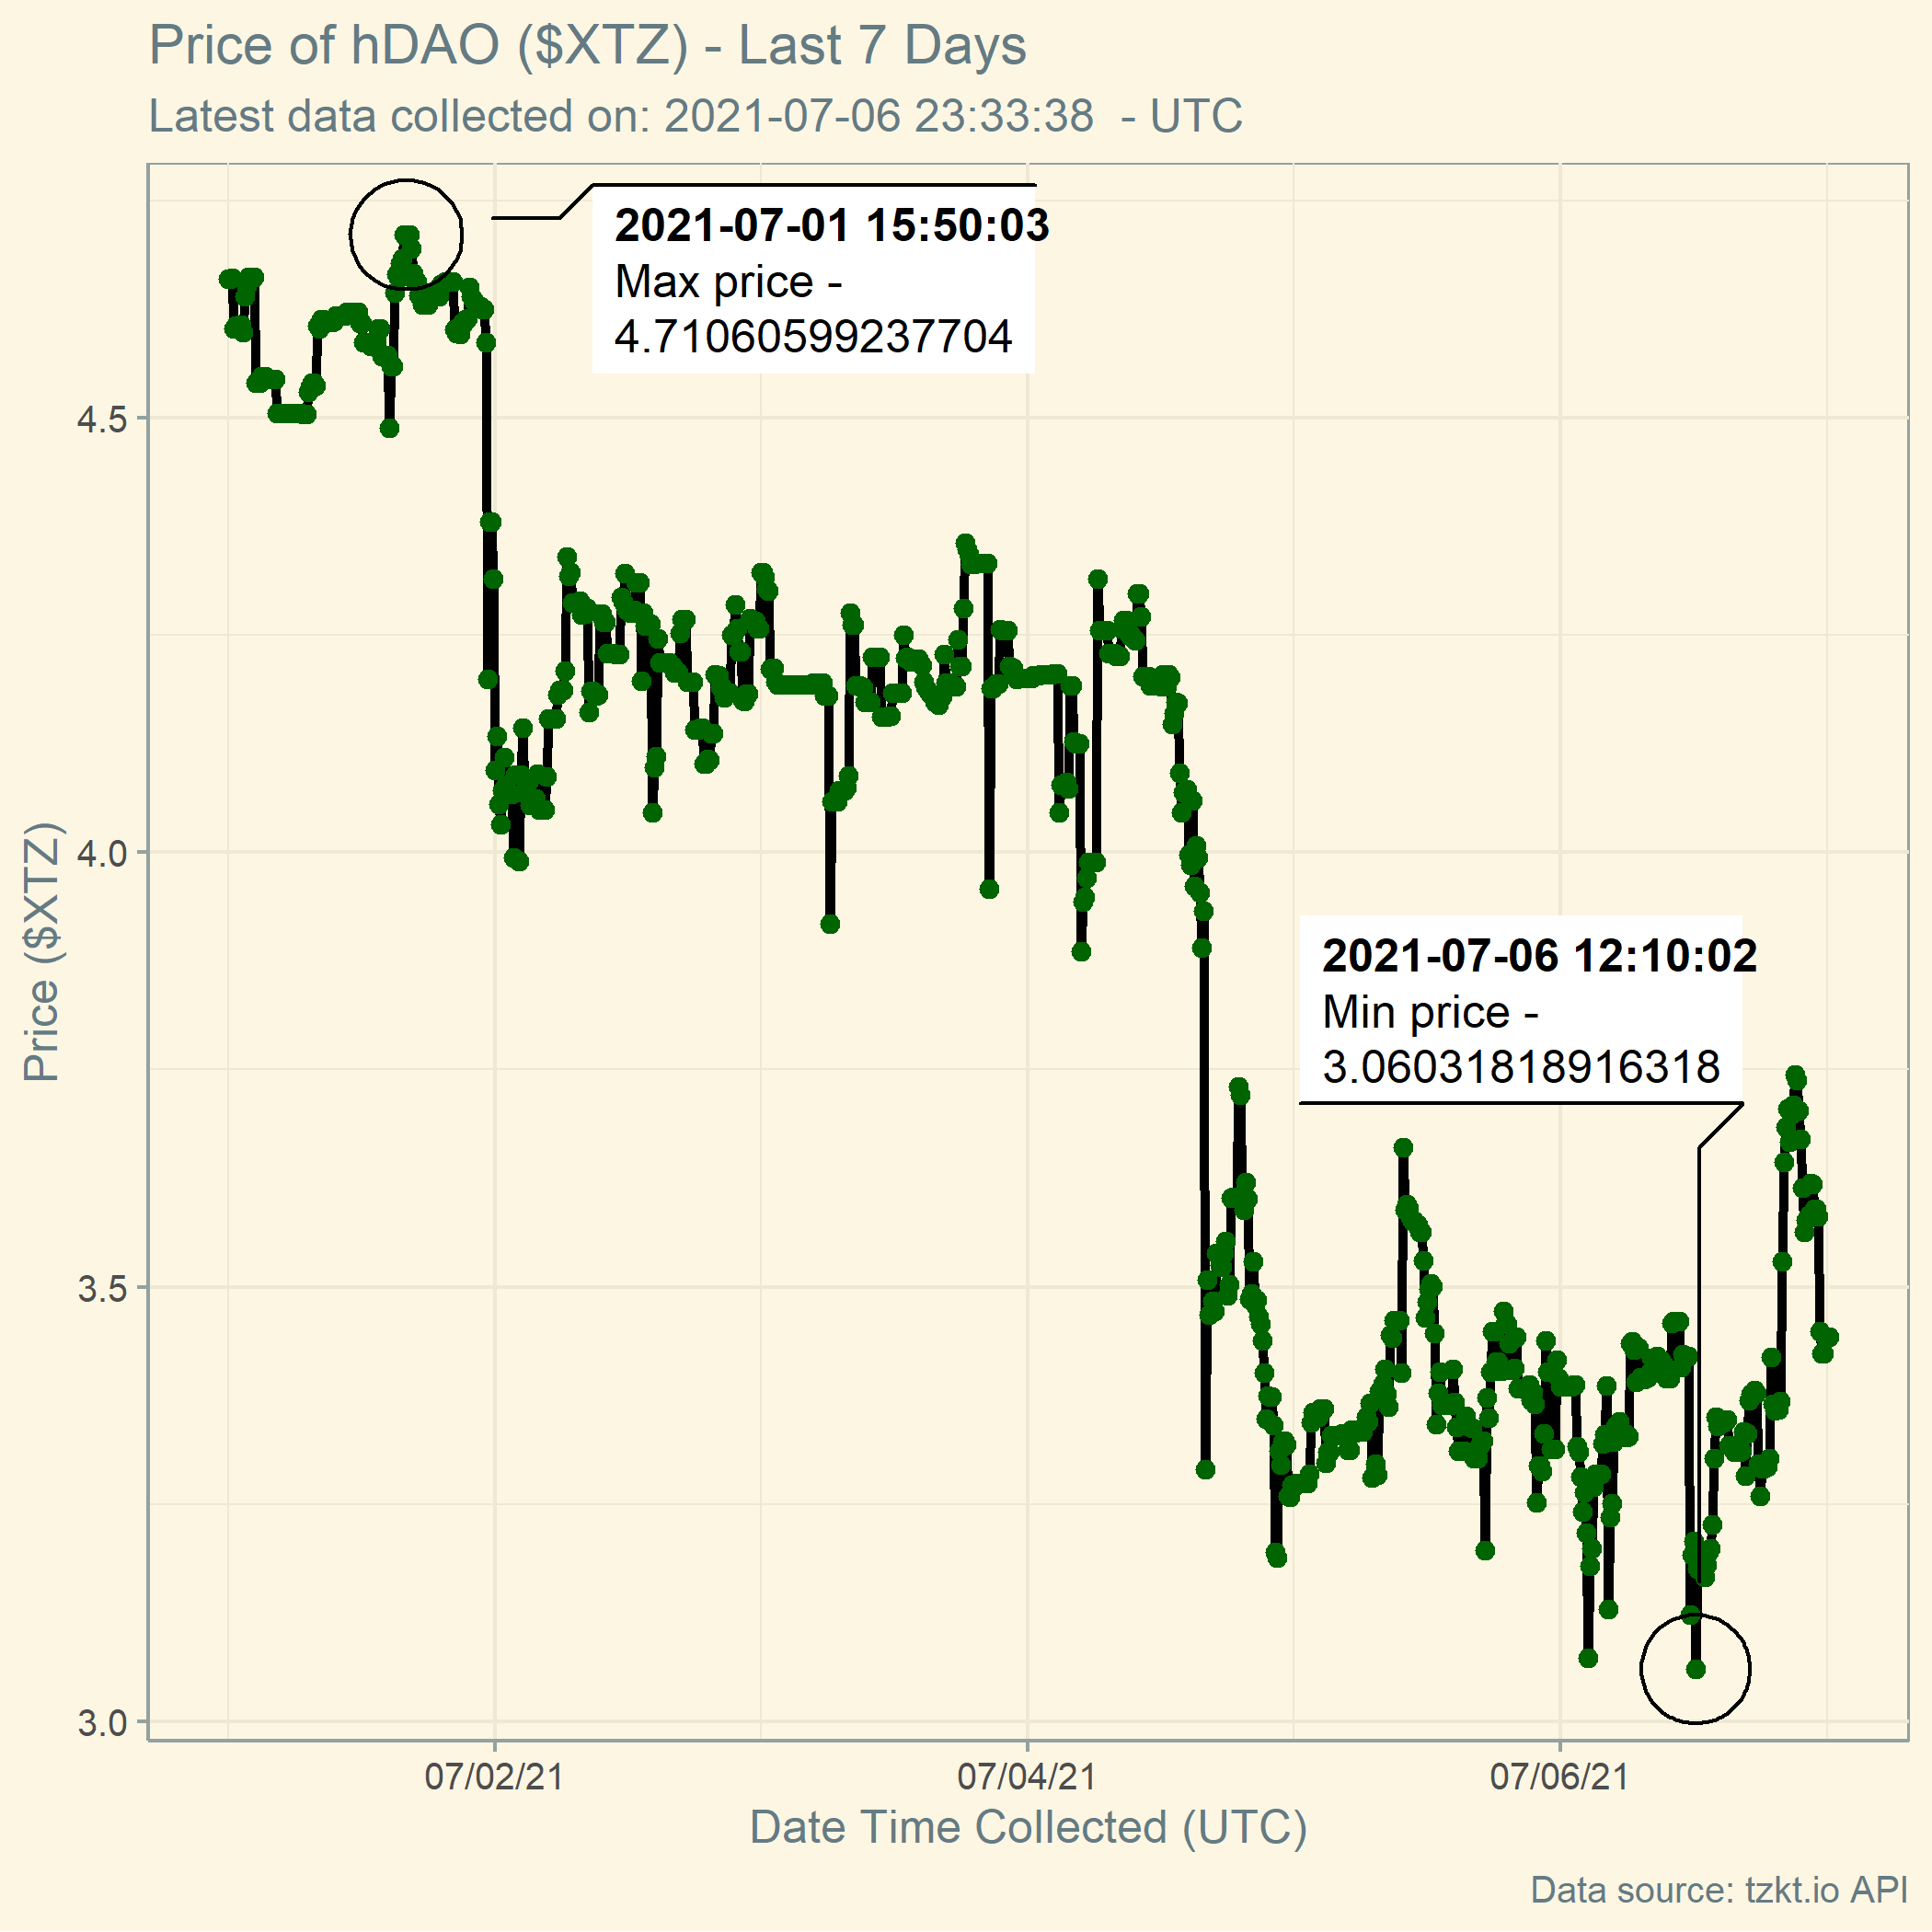 Price of hDAO ($XTZ) - Last 7 Days
Latest data collected on: 2021-07-06 23:33:38  - UTC
2021-07-01 15:50:03
Max price -
4.71060599237704
4.5
4.0
3.5
3.0
Price ($XTZ)
2021-07-06 12:10:02
Min price -
3.06031818916318
07/02/21
07/04/21
07/06/21
Date Time Collected (UTC)
Data source: tzkt.io API